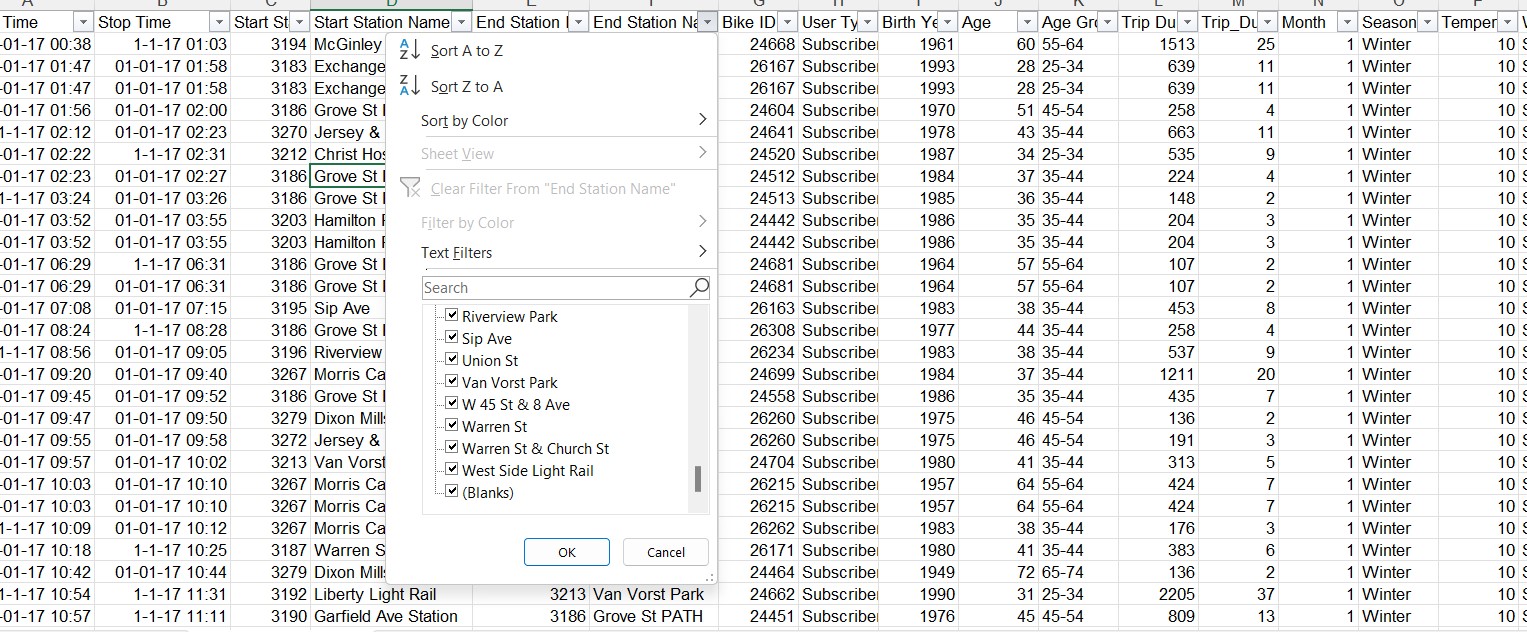 Time Stop Time Start St Start Station Name End Station I End Station Na Bike ID User Ty Birth Ye Age Age Gr Trip Du Trip_Du Month Season Temper
-01-17 00:38 1-1-17 01:03 3194 McGinley 24668 Subscriber 1961 60 55-64 1513 25 1 Winter 10
-01-17 01:47 01-01-17 01:58 3183 Exchange 26167 Subscriber 1993 28 25-34 639 11 1 Winter 10
-01-17 01:47 01-01-17 01:58 3183 Exchange 26167 Subscriber 1993 28 25-34 639 11 1 Winter 10
-01-17 01:56 01-01-17 02:00 3186 Grove St 24604 Subscriber 1970 51 45-54 258 4 1 Winter 10
1-1-17 02:12 01-01-17 02:23 3270 Jersey & 24641 Subscriber 1978 43 35-44 663 11 1 Winter 10
-01-17 02:22 1-1-17 02:31 3212 Christ Hos 24520 Subscriber 1987 34 25-34 535 9 1 Winter 10
-01-17 02:23 01-01-17 02:27 3186 Grove St 24512 Subscriber 1984 37 35-44 224 4 1 Winter 10
1-1-17 03:24 01-01-17 03:26 3186 Grove St 24513 Subscriber 1985 36 35-44 148 2 1 Winter 10
-01-17 03:52 01-01-17 03:55 3203 Hamilton 24442 Subscriber 1986 35 35-44 204 3 1 Winter 10
-01-17 03:52 01-01-17 03:55 3203 Hamilton 24442 Subscriber 1986 35 35-44 204 3 1 Winter 10
-01-17 06:29 1-1-17 06:31 3186 Grove St 24681 Subscriber 1964 57 55-64 107 2 1 Winter 10
-01-17 06:29 01-01-17 06:31 3186 Grove St 24681 Subscriber 1964 57 55-64 107 2 1 Winter 10
-01-17 07:08 01-01-17 07:15 3195 Sip Ave 26163 Subscriber 1983 38 35-44 453 8 1 Winter 10
-01-17 08:24 1-1-17 08:28 3186 Grove St 26308 Subscriber 1977 44 35-44 258 4 1 Winter 10
1-1-17 08:56 01-01-17 09:05 3196 Riverview 26234 Subscriber 1983 38 35-44 537 9 1 Winter 10
-01-17 09:20 01-01-17 09:40 3267 Morris Ca 24699 Subscriber 1984 37 35-44 1211 20 1 Winter 10
-01-17 09:45 01-01-17 09:52 3186 Grove St 24558 Subscriber 1986 35 35-44 435 7 1 Winter 10
-01-17 09:47 01-01-17 09:50 3279 Dixon Mill 26260 Subscriber 1975 46 45-54 136 2 1 Winter 10
-01-17 09:55 01-01-17 09:58 3272 Jersey & 26260 Subscriber 1975 46 45-54 191 3 1 Winter 10
-01-17 09:57 01-01-17 10:02 3213 Van Vorst 24704 Subscriber 1980 41 35-44 313 5 1 Winter 10
-01-17 10:03 01-01-17 10:10 3267 Morris Ca 26215 Subscriber 1957 64 55-64 424 7 1 Winter 10
-01-17 10:03 01-01-17 10:10 3267 Morris Ca 26215 Subscriber 1957 64 55-64 424 7 1 Winter 10
1-1-17 10:09 01-01-17 10:12 3267 Morris Ca 26262 Subscriber 1983 38 35-44 176 3 1 Winter 10
-01-17 10:18 1-1-17 10:25 3187 Warren S 26171 Subscriber 1980 41 35-44 383 6 1 Winter 10
-01-17 10:42 01-01-17 10:44 3279 Dixon Mill 24464 Subscriber 1949 72 65-74 136 2 1 Winter 10
-01-17 10:54 1-1-17 11:31 3192 Liberty Light Rail 3213 Van Vorst Park 24662 Subscriber 1990 31 25-34 2205 37 1 Winter 10
-01-17 10:57 1-1-17 11:11 3190 Garfield Ave Station 3186 Grove St PATH 24451 Subscriber 1976 45 45-54 809 13 1 Winter 10
Sort A to Z
Sort Z to A
Sort by Color
Sheet View
Clear Filter From "End Station Name"
Filter by Color
Text Filters
Search
Riverview Park
Sip Ave
Union St
Van Vorst Park
W 45 St & 8 Ave
Warren St
Warren St & Church St
West Side Light Rail
(Blanks)
OK Cancel